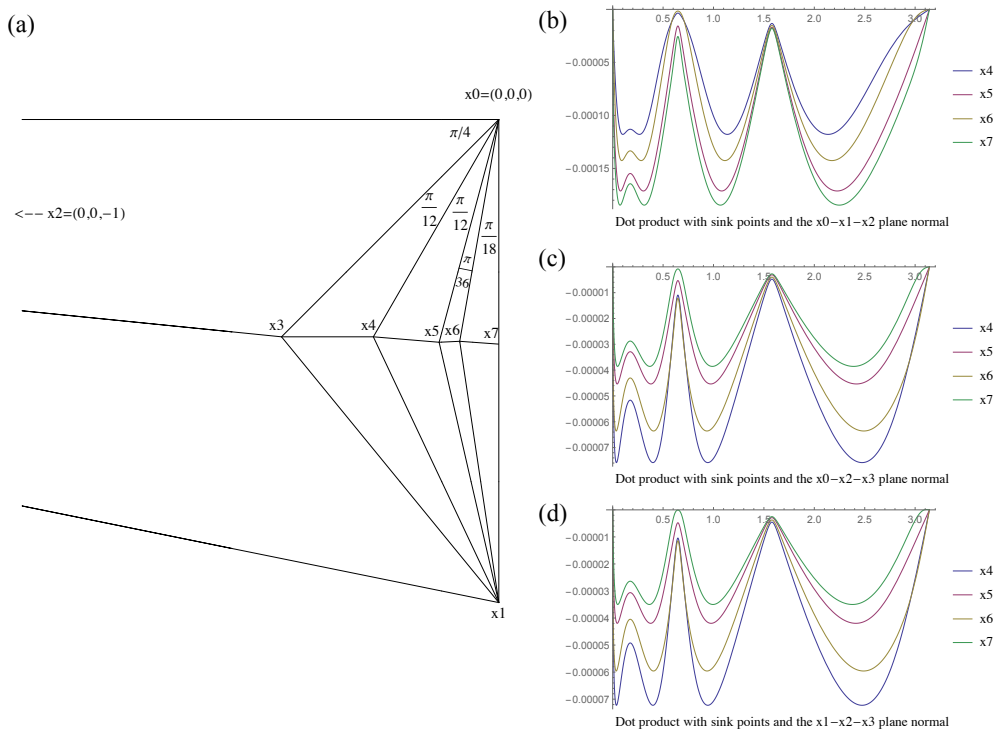 (a)
x0=(0,0,0)
π/4
π
12
π
12
π
18
π
36
<-- x2=(0,0,-1)
x3
x4
x5
x6
x7
x1
(b)
0.5
1.0
1.5
2.0
2.5
3.0
-0.00005
-0.00010
-0.00015
x4
x5
x6
x7
Dot product with sink points and the x0-x1-x2 plane normal
(c)
0.5
1.0
1.5
2.0
2.5
3.0
-0.00001
-0.00002
-0.00003
-0.00004
-0.00005
-0.00006
-0.00007
x4
x5
x6
x7
Dot product with sink points and the x0-x2-x3 plane normal
(d)
0.5
1.0
1.5
2.0
2.5
3.0
-0.00001
-0.00002
-0.00003
-0.00004
-0.00005
-0.00006
-0.00007
x4
x5
x6
x7
Dot product with sink points and the x1-x2-x3 plane normal